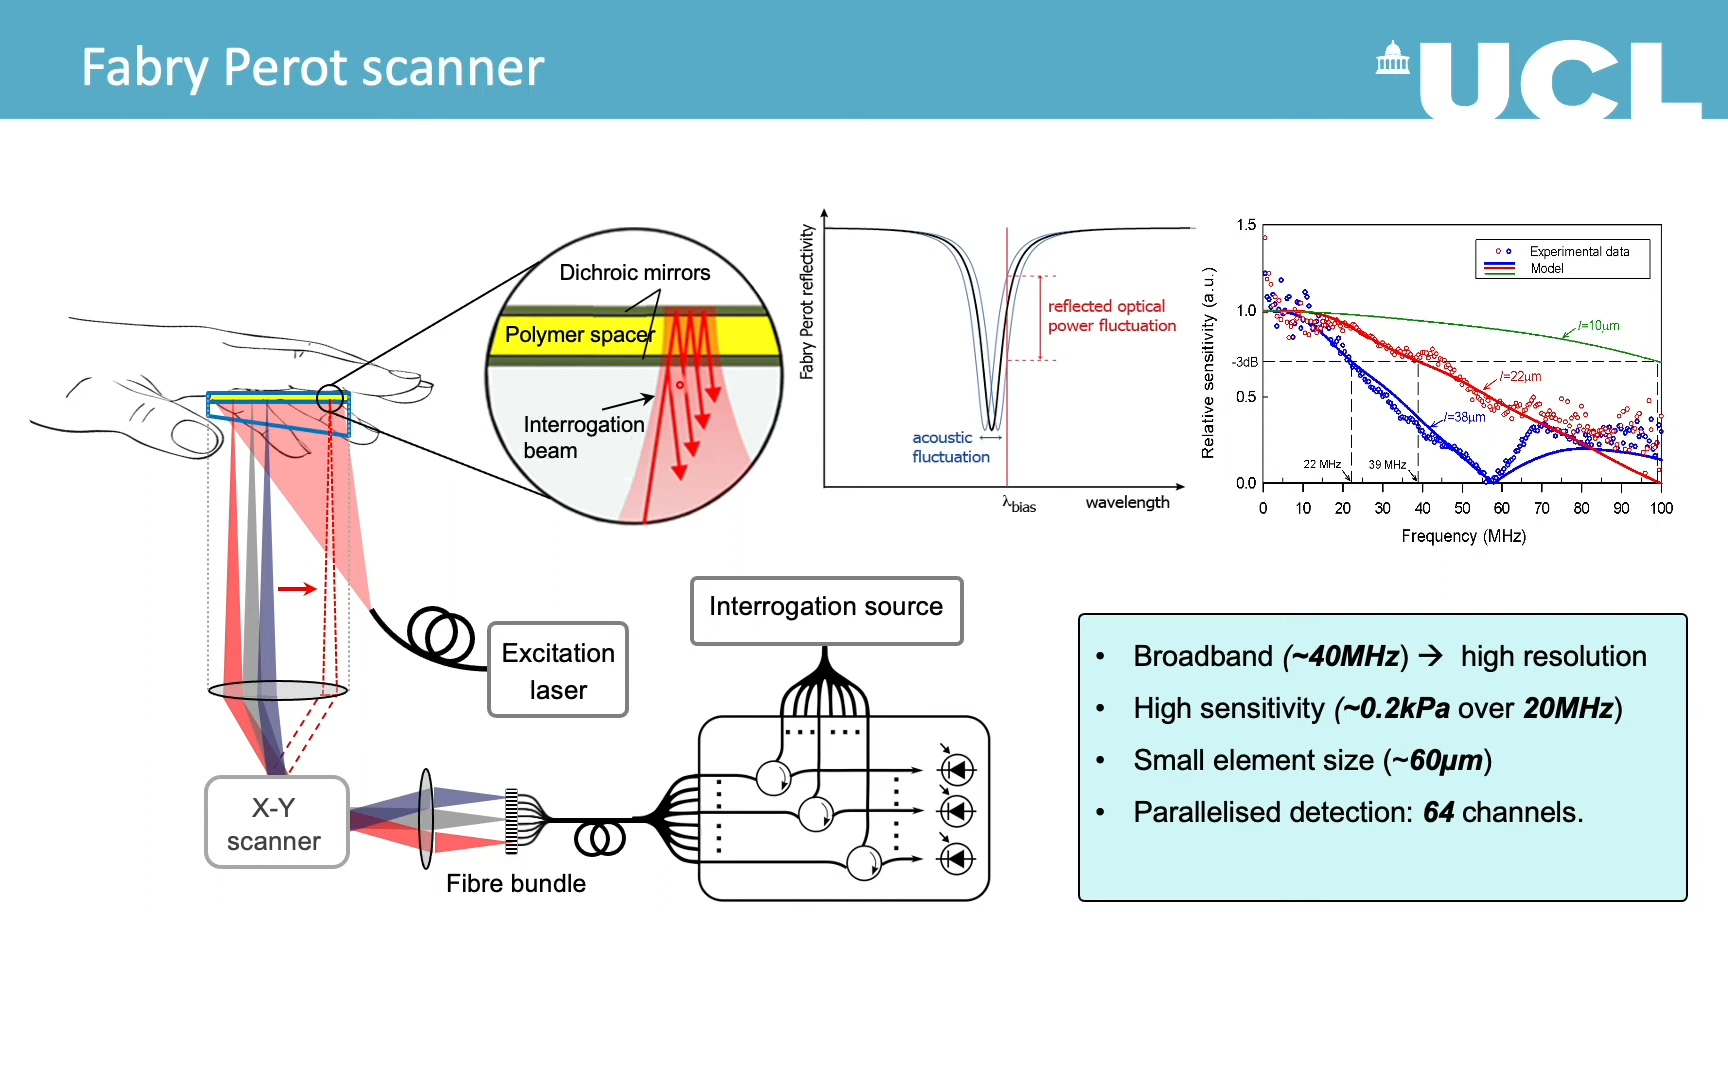 Fabry Perot scanner
UCL
Dichroic mirrors
Polymer spacer
Interrogation
beam
Fabry Perot reflectivity
reflected optical
power fluctuation
acoustic
fluctuation
λbias
wavelength
Relative sensitivity (a.u.)
1.5
1.0
-3dB
0.5
0.0
Experimental data
Model
l=10µm
l=22µm
l=38µm
22 MHz
39 MHz
0 10 20 30 40 50 60 70 80 90 100
Frequency (MHz)
Excitation
laser
Interrogation source
X-Y
scanner
Fibre bundle
• Broadband (~40MHz) → high resolution
• High sensitivity (~0.2kPa over 20MHz)
• Small element size (~60µm)
• Parallelised detection: 64 channels.